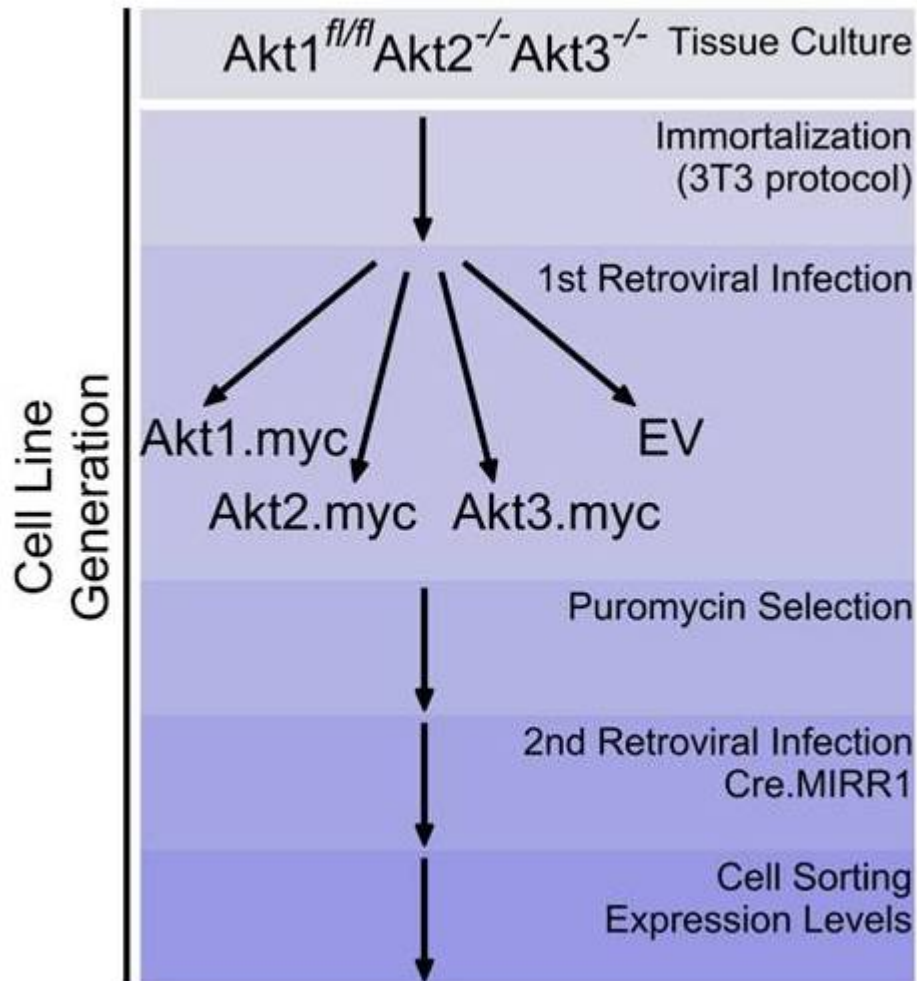 Akt1fl/flAkt2-/-Akt3-/- Tissue Culture
Immortalization
(3T3 protocol)
1st Retroviral Infection
Akt1.myc EV
Akt2.myc Akt3.myc
Puromycin Selection
2nd Retroviral Infection
Cre.MIRR1
Cell Sorting
Expression Levels
Cell Line
Generation